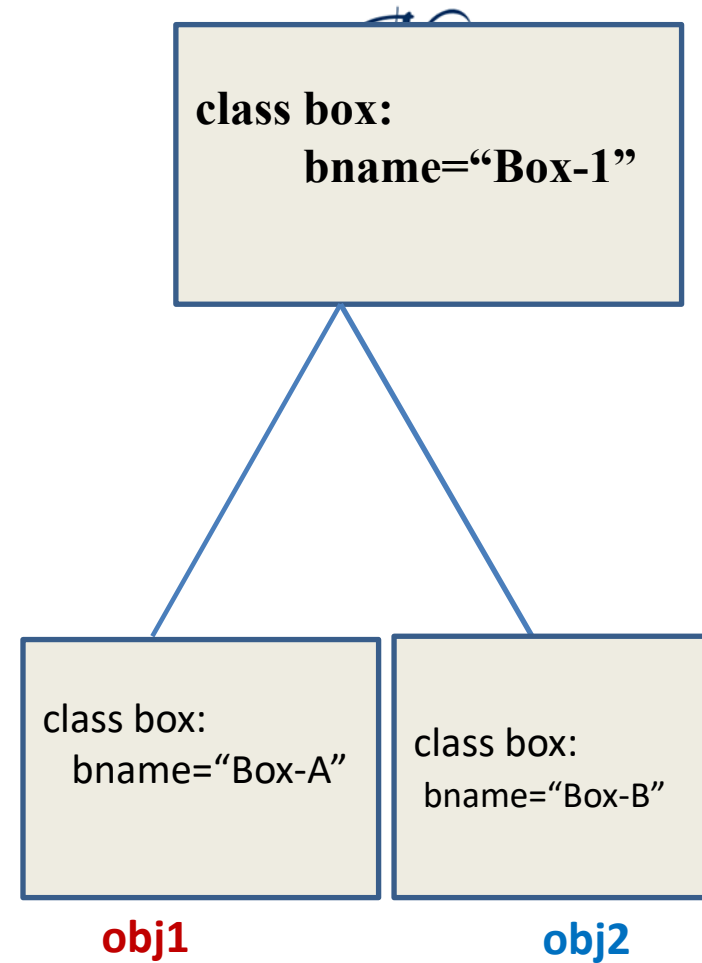 class box:
bname=“Box-1”
class box:
bname=“Box-A”
class box:
bname=“Box-B”
obj1
obj2